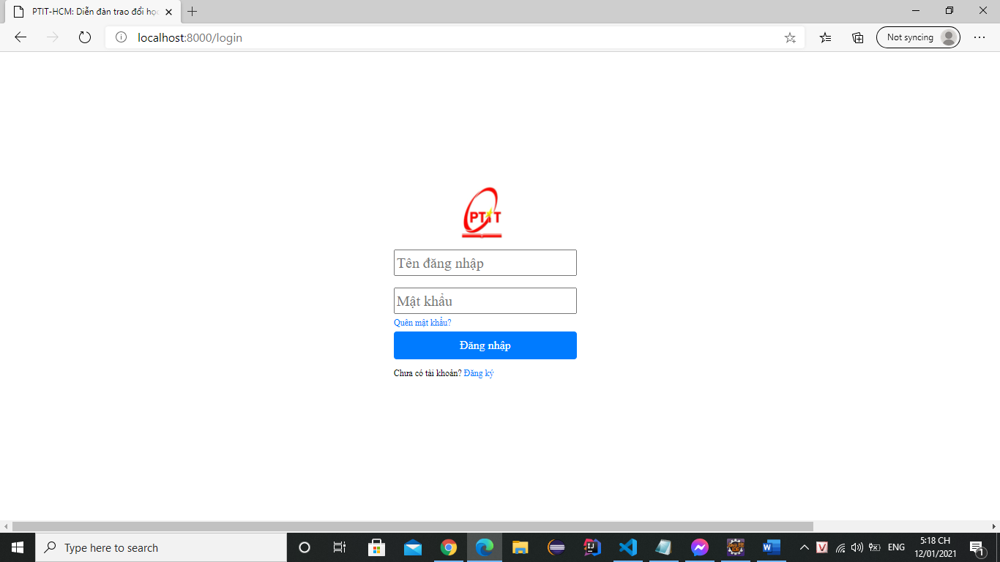 PTIT-HCM: Diễn đàn trao đổi học
localhost:8000/login
Not syncing
PTIT
Tên đăng nhập
Mật khẩu
Quên mật khẩu?
Đăng nhập
Chưa có tài khoản? Đăng ký
Type here to search
ENG
5:18 CH
12/01/2021
1